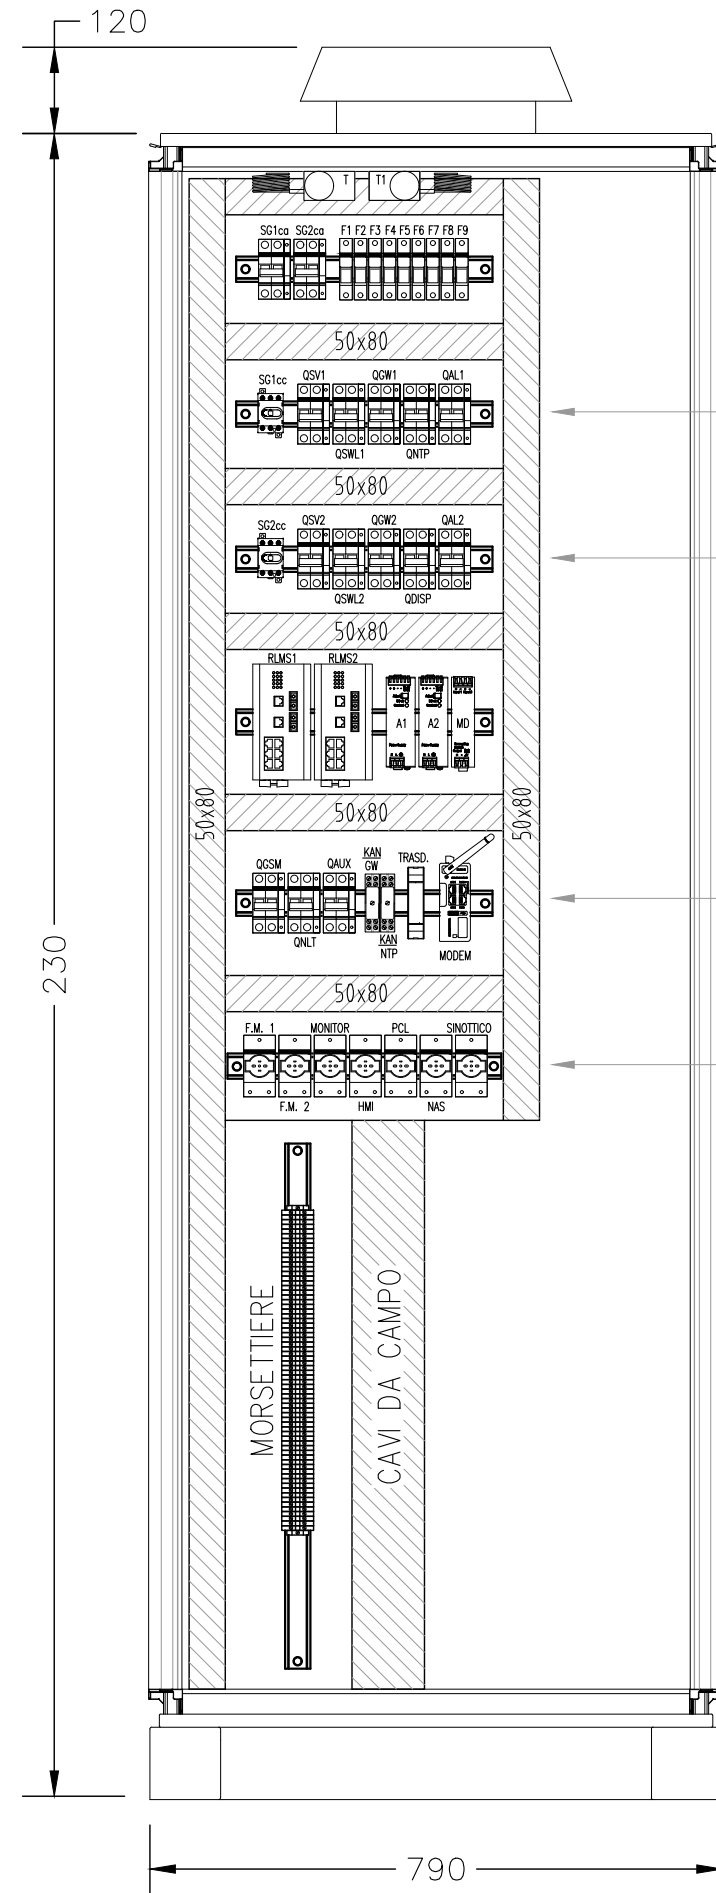 120
T T1
SG1ca SG2ca F1 F2 F3 F4 F5 F6 F7 F8 F9
50x80
SG1cc QSV1 QGW1 QAL1
QSWL1 QNTP
50x80
SG2cc QSV2 QGW2 QAL2
QSWL2 QDISP
50x80
RLMS1 RLMS2
A1 A2 MD
50x80
50x80
50x80
QGSM QAUX KAN GW TRASD.
QNLT KAN NTP MODEM
230
50x80
F.M. 1 MONITOR PCL SINOTTICO
F.M. 2 HMI NAS
MORSETTIERE
CAVI DA CAMPO
790